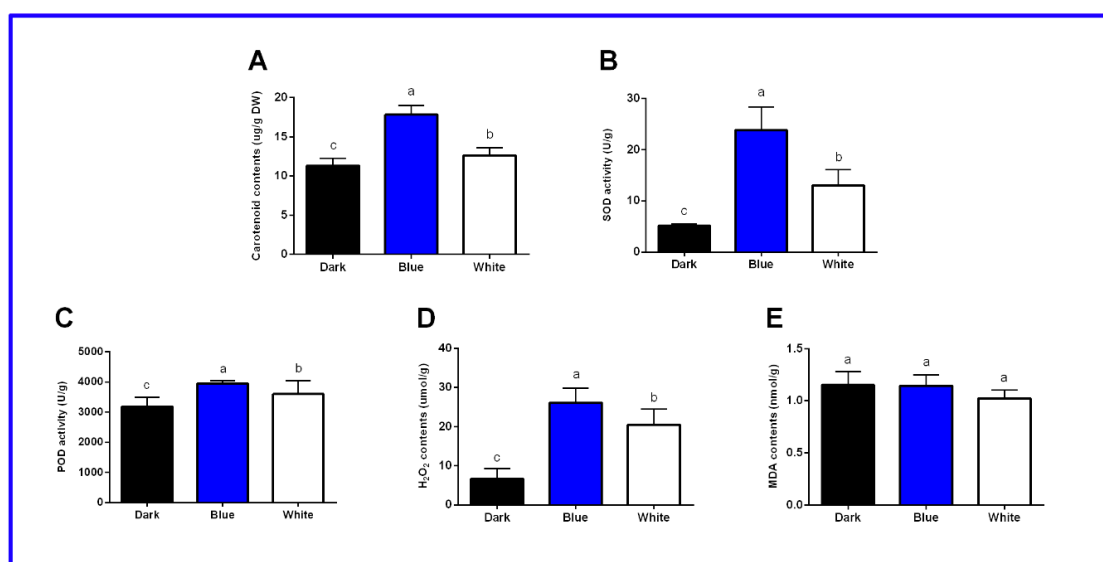 A
Carotenoid contents (ug/g DW)
20
15
10
5
0
c
a
b
Dark
Blue
White
B
SOD activity (U/g)
30
20
10
0
c
a
b
Dark
Blue
White
C
POD activity (U/g)
5000
4000
3000
2000
1000
0
c
a
b
Dark
Blue
White
D
H₂O₂ contents (umol/g)
40
30
20
10
0
c
a
b
Dark
Blue
White
E
MDA contents (nmol/g)
1.5
1.0
0.5
0.0
a
a
a
Dark
Blue
White